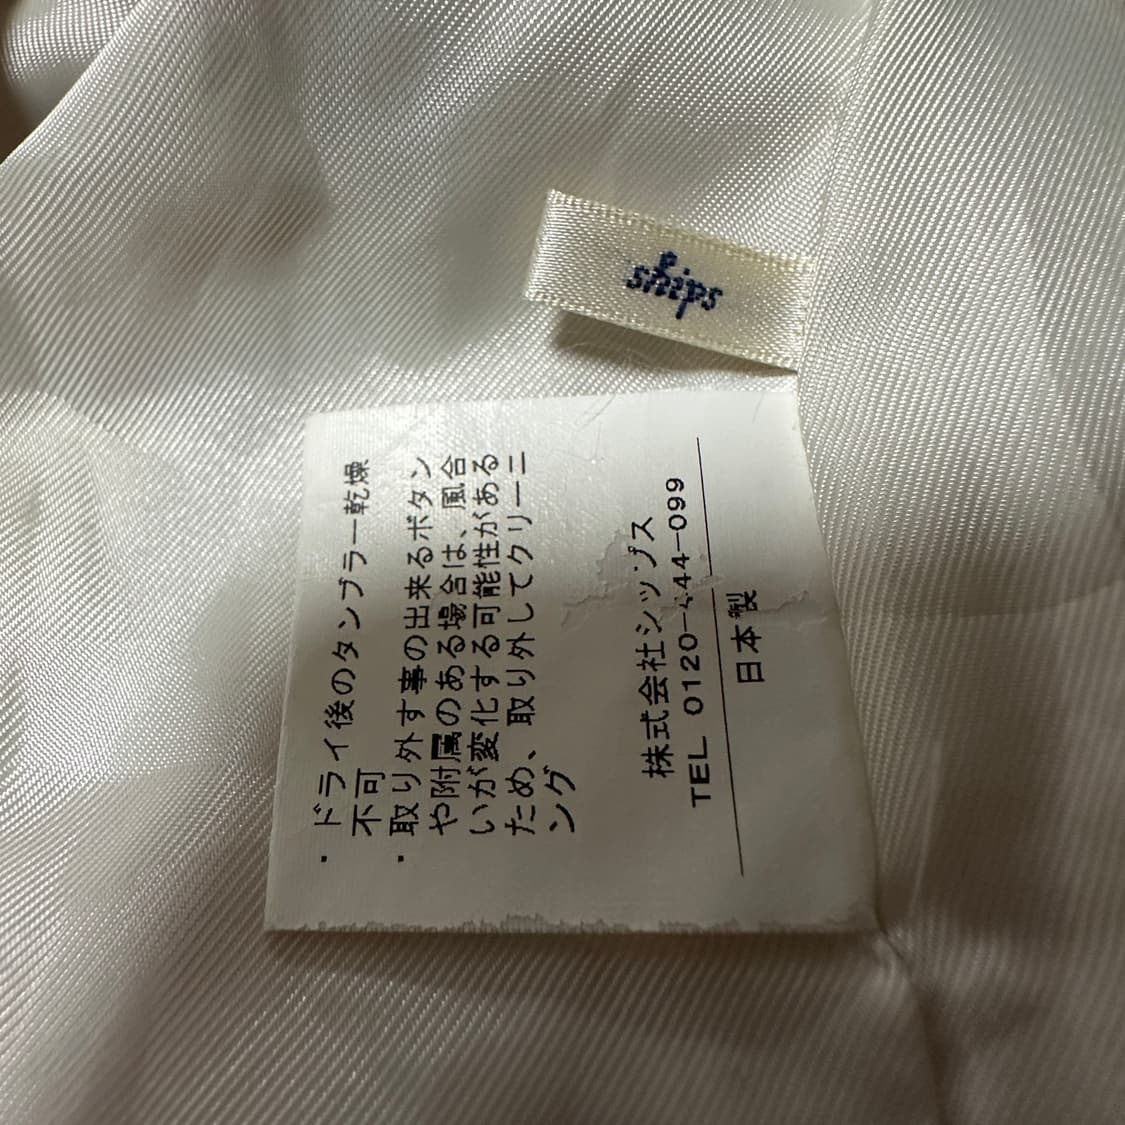 ships
・ドライ後のタンブラー乾燥
不可
・取り外す事の出来るボタン
や附属のある場合は、風合
いが変化する可能性がある
ため、取り外してクリーニ
ング
株式会社シップス
TEL 0120-444-099
日本製